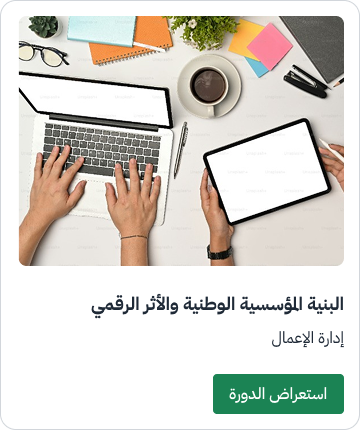 البنية المؤسسية الوطنية والأثر الرقمي
إدارة الإعمال
استعراض الدورة